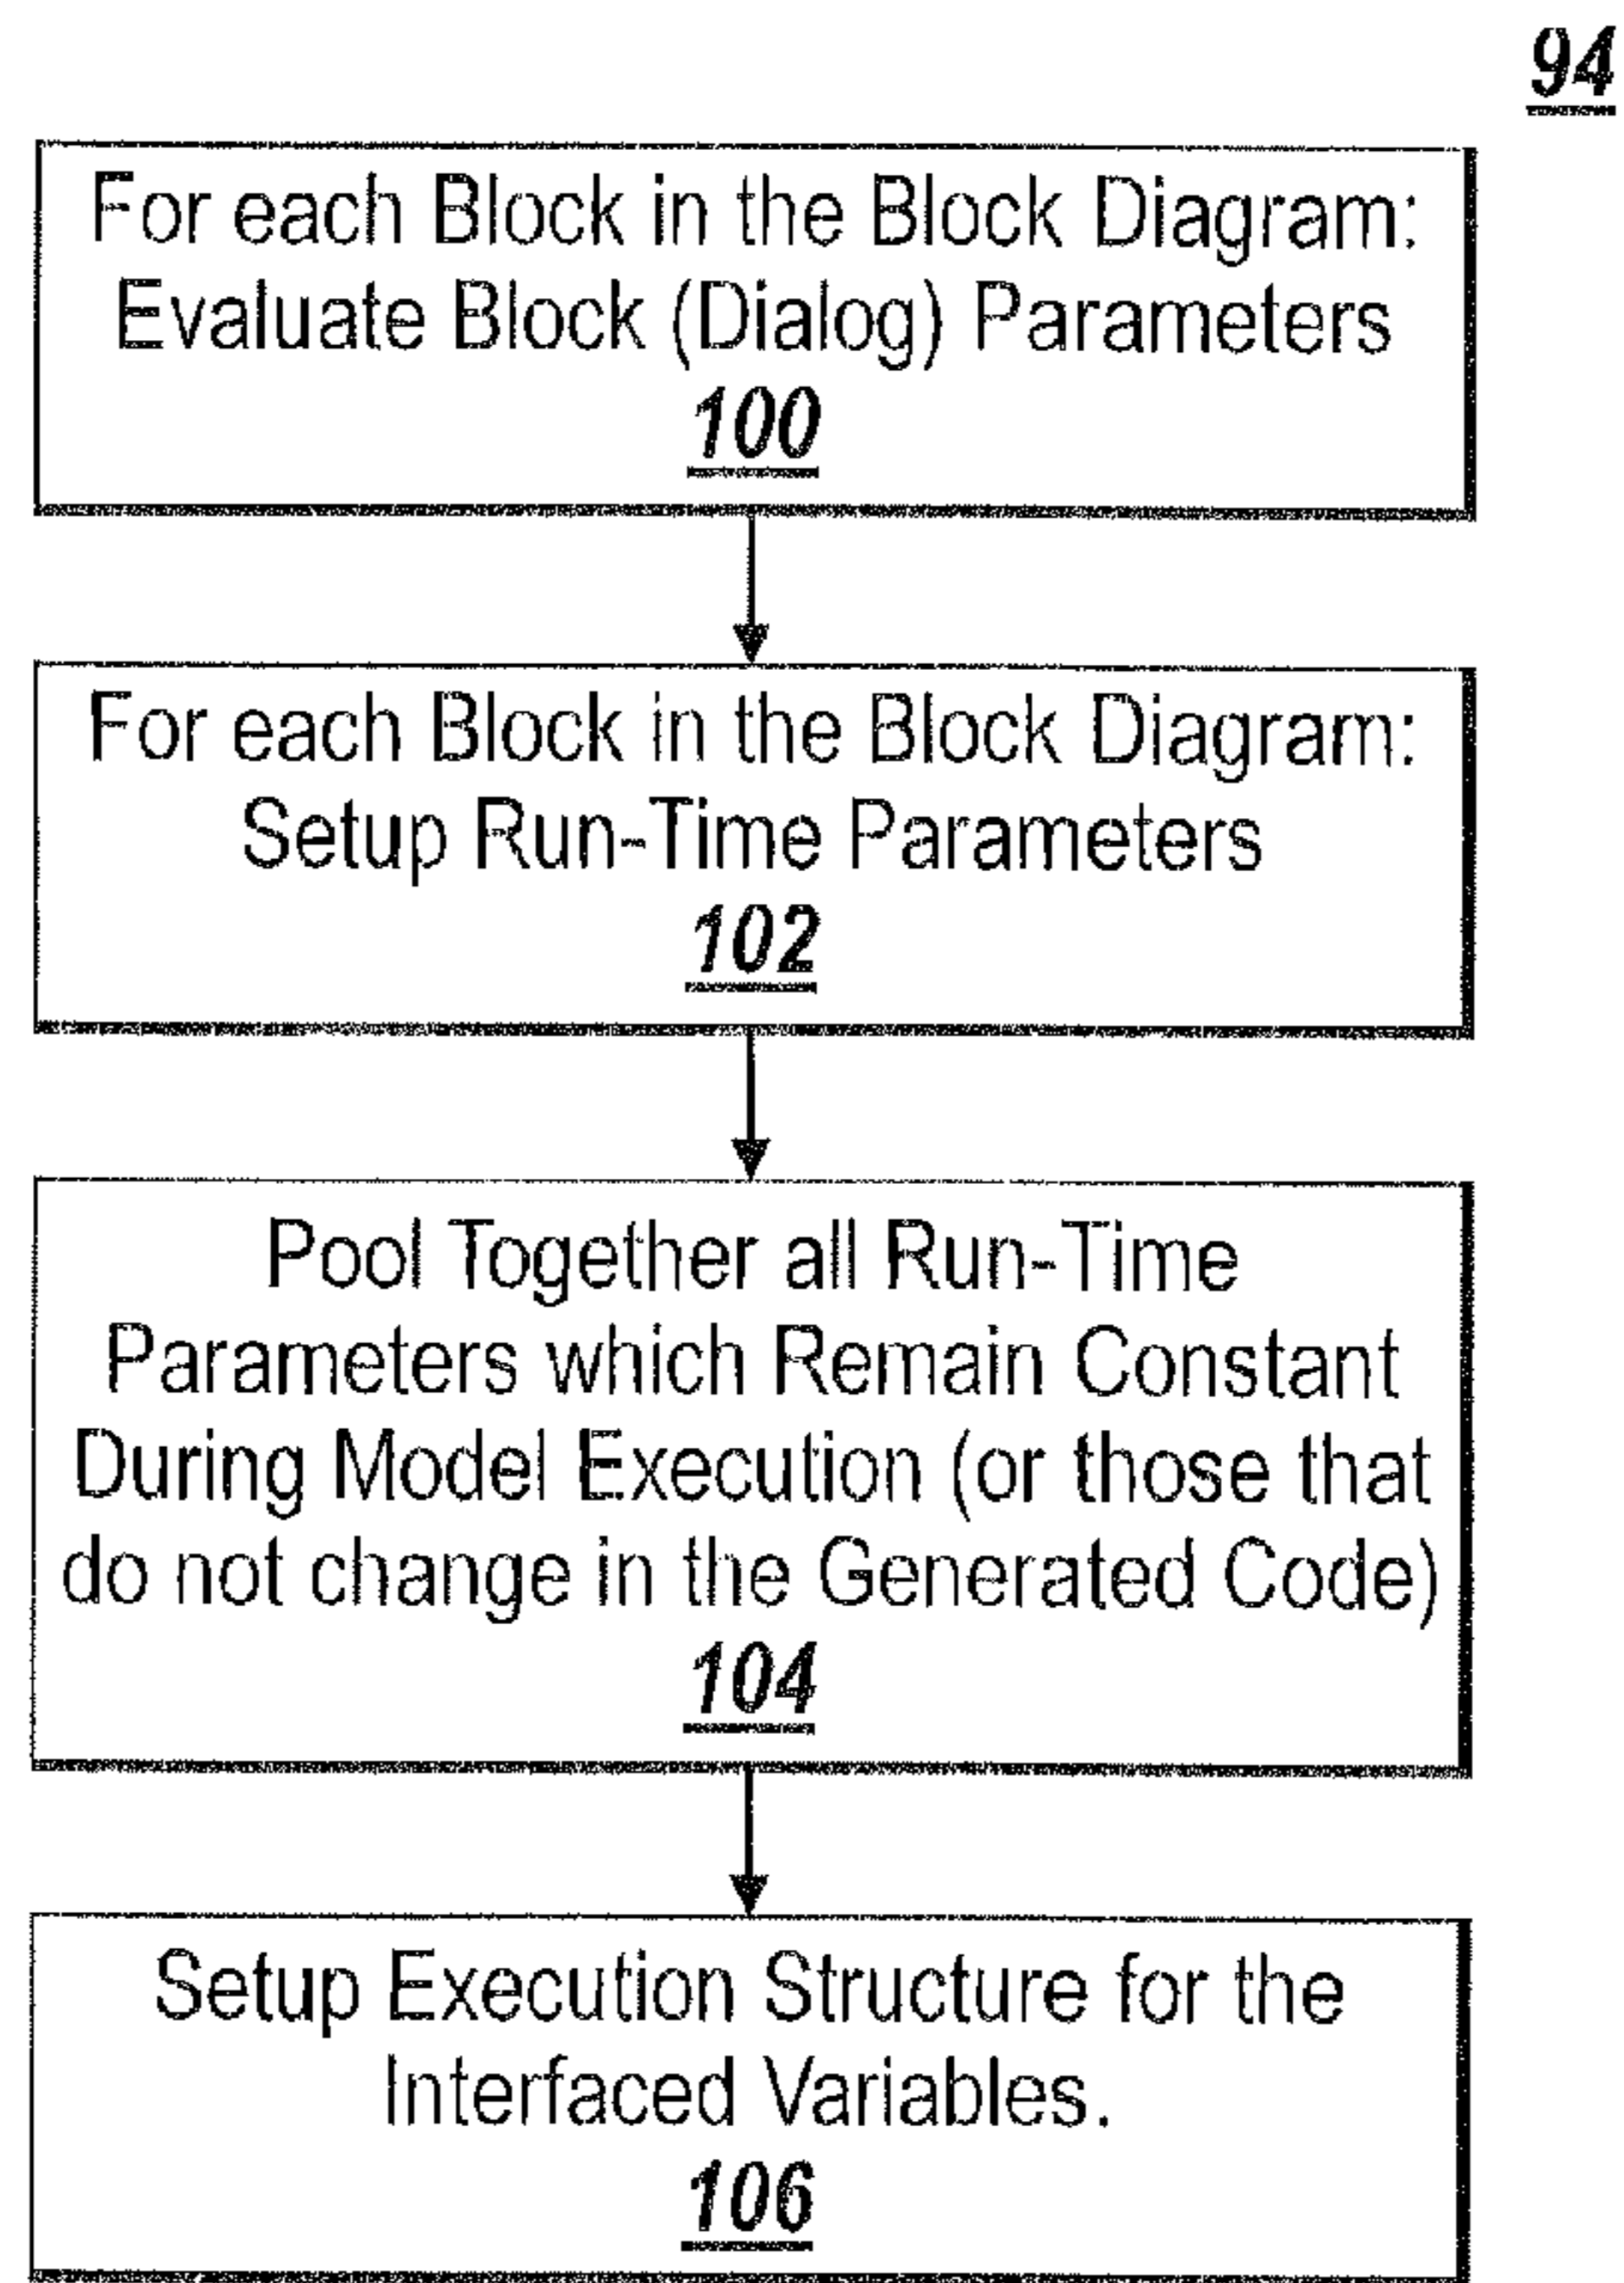 94
For each Block in the Block Diagram:
Evaluate Block (Dialog) Parameters
100
For each Block in the Block Diagram:
Setup Run-Time Parameters
102
Pool Together all Run-Time
Parameters which Remain Constant
During Model Execution (or those that
do not change in the Generated Code)
104
Setup Execution Structure for the
Interfaced Variables.
106